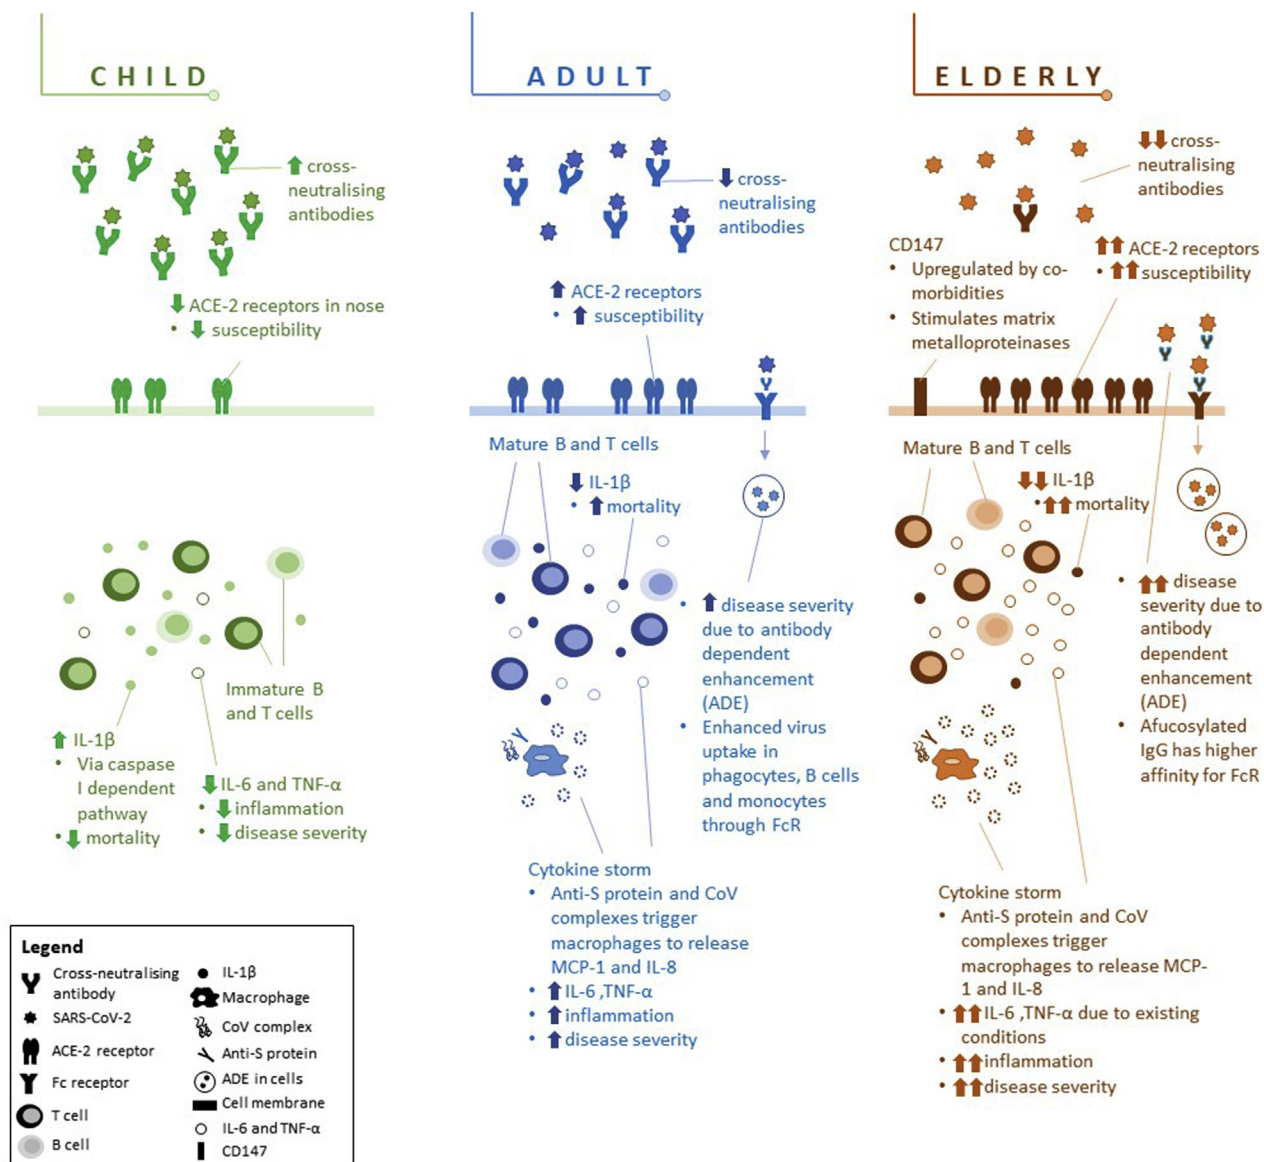 CHILD
cross-
neutralising
antibodies
ACE-2 receptors in nose
• susceptibility
Immature B
and T cells
IL-1β
• Via caspase
I dependent
pathway
• mortality
IL-6 and TNF-α
• inflammation
• disease severity
ADULT
cross-
neutralising
antibodies
ACE-2 receptors
• susceptibility
Mature B and T cells
IL-1β
• mortality
• disease severity
due to antibody
dependent
enhancement
(ADE)
• Enhanced virus
uptake in
phagocytes, B cells
and monocytes
through FcR
Cytokine storm
• Anti-S protein and CoV
complexes trigger
macrophages to release
MCP-1 and IL-8
• IL-6 ,TNF-α
• inflammation
• disease severity
ELDERLY
cross-
neutralising
antibodies
CD147
• Upregulated by co-
morbidities
• Stimulates matrix
metalloproteinases
ACE-2 receptors
• susceptibility
Mature B and T cells
IL-1β
• mortality
• disease
severity due to
antibody
dependent
enhancement
(ADE)
• Afucosylated
IgG has higher
affinity for FcR
Cytokine storm
• Anti-S protein and CoV
complexes trigger
macrophages to release MCP-
1 and IL-8
• IL-6 ,TNF-α due to existing
conditions
• inflammation
• disease severity
Legend
Cross-neutralising
antibody
SARS-CoV-2
ACE-2 receptor
Fc receptor
T cell
B cell
IL-1β
Macrophage
CoV complex
Anti-S protein
ADE in cells
Cell membrane
IL-6 and TNF-α
CD147